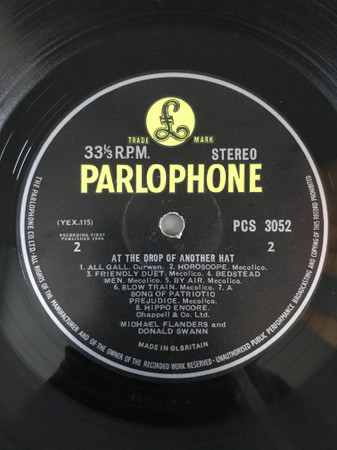 £
TRADE MARK
33⅓ R.P.M. STEREO
PARLOPHONE
(YEX.115) PCS 3052
RECORDING FIRST
PUBLISHED 1964
2 2
AT THE DROP OF ANOTHER HAT
1. ALL GALL. Curwen. 2. HOROSCOPE. Mecolico.
3. FRIENDLY DUET. Mecolico. 4. BEDSTEAD
MEN. Mecolico. 5. BY AIR. Mecolico.
6. SLOW TRAIN. Mecolico. 7. A
SONG OF PATRIOTIC
PREJUDICE. Mecolico.
8. HIPPO ENCORE.
Chappell & Co. Ltd.
MICHAEL FLANDERS and
DONALD SWANN
MADE IN GT. BRITAIN
THE PARLOPHONE CO. LTD. ALL RIGHTS OF THE MANUFACTURER AND OF THE OWNER OF THE RECORDED WORK RESERVED · UNAUTHORISED PUBLIC PERFORMANCE BROADCASTING AND COPYING OF THIS RECORD PROHIBITED